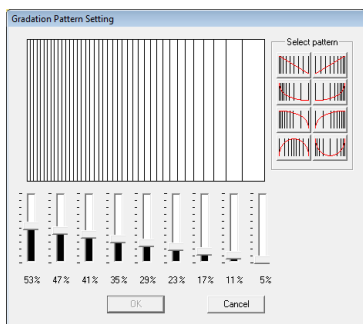 Gradation Pattern Setting
Select pattern
53% 47% 41% 35% 29% 23% 17% 11% 5%
OK Cancel